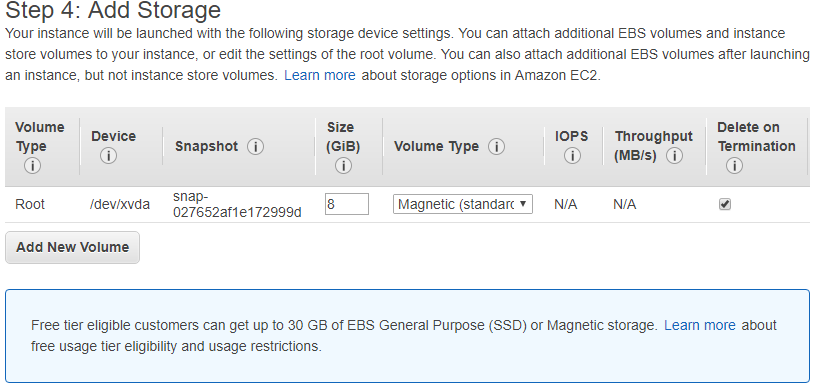 Step 4: Add Storage
Your instance will be launched with the following storage device settings. You can attach additional EBS volumes and instance
store volumes to your instance, or edit the settings of the root volume. You can also attach additional EBS volumes after launching
an instance, but not instance store volumes. Learn more about storage options in Amazon EC2.
Volume Type Device Snapshot Size (GiB) Volume Type IOPS Throughput (MB/s) Delete on Termination
Root /dev/xvda snap-027652af1e172999d 8 Magnetic (standarc N/A N/A
Add New Volume
Free tier eligible customers can get up to 30 GB of EBS General Purpose (SSD) or Magnetic storage. Learn more about
free usage tier eligibility and usage restrictions.